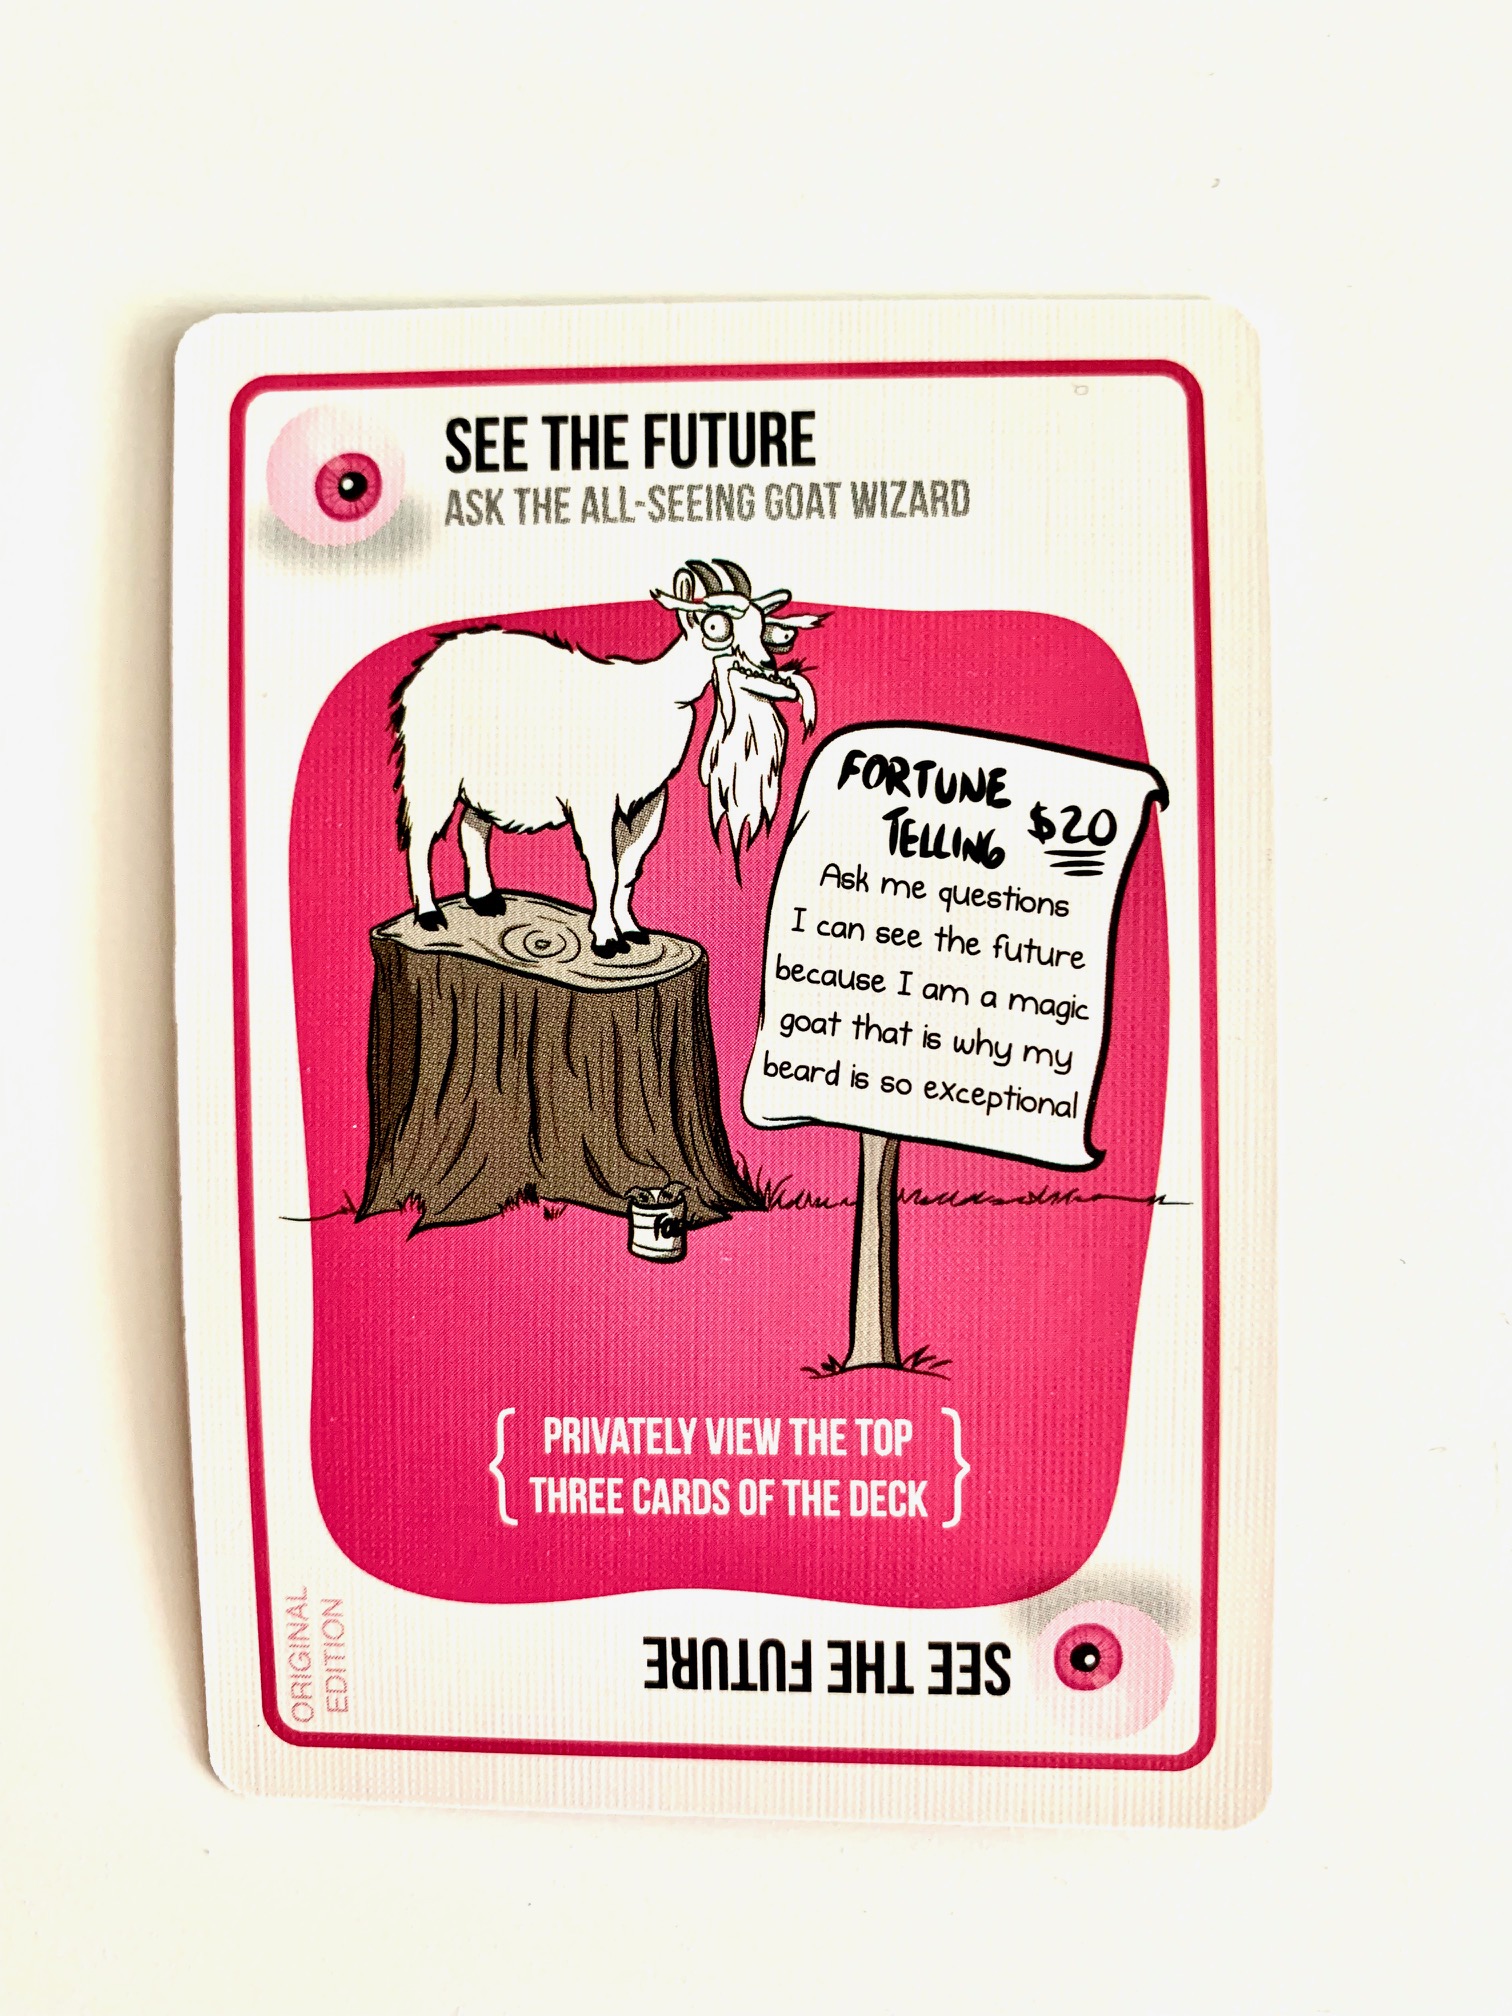 SEE THE FUTURE
ASK THE ALL-SEEING GOAT WIZARD
FORTUNE
TELLING
$20
Ask me questions
I can see the future
because I am a magic
goat that is why my
beard is so exceptional
{ PRIVATELY VIEW THE TOP
THREE CARDS OF THE DECK }
ORIGINAL
EDITION
SEE THE FUTURE